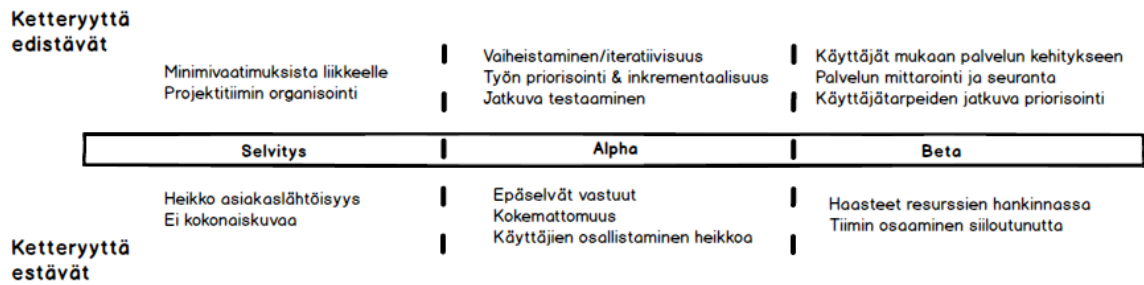 Ketteryyttä
edistävät
Minimivaatimuksista liikkeelle
Projektitiimin organisointi
Vaiheistaminen/iteratiivisuus
Työn priorisointi & inkrementaalisuus
Jatkuva testaaminen
Käyttäjät mukaan palvelun kehitykseen
Palvelun mittarointi ja seuranta
Käyttäjätarpeiden jatkuva priorisointi
Selvitys
Alpha
Beta
Heikko asiakaslähtöisyys
Ei kokonaiskuvaa
Epäselvät vastuut
Kokemattomuus
Käyttäjien osallistaminen heikkoa
Haasteet resurssien hankinnassa
Tiimin osaaminen siiloutunutta
Ketteryyttä
estävät